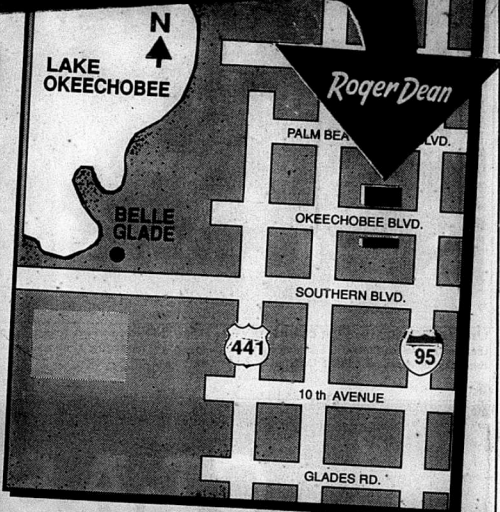 N
LAKE
OKEECHOBEE
Roger Dean
PALM BEA LVD.
BELLE
GLADE
OKEECHOBEE BLVD.
SOUTHERN BLVD.
441
95
10 th AVENUE
GLADES RD.